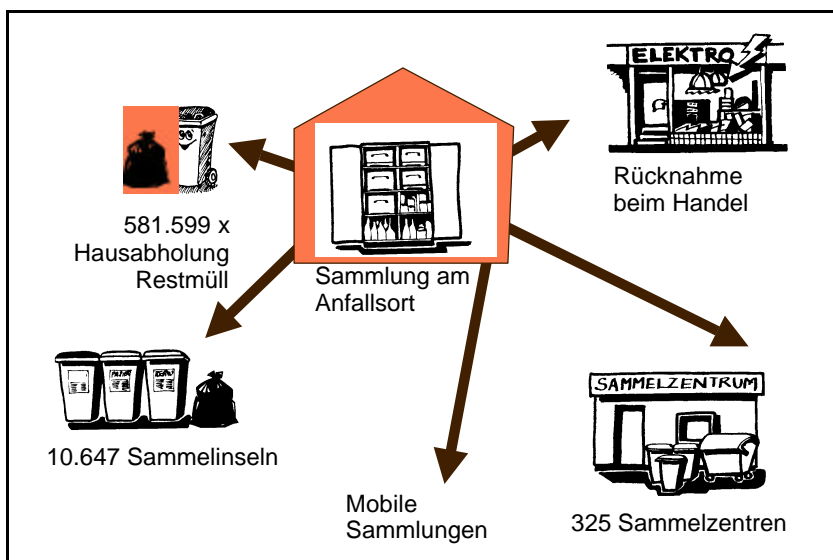 ELEKTRO
Rücknahme
beim Handel
581.599 x
Hausabholung
Restmüll
Sammlung am
Anfallsort
SAMMELZENTRUM
10.647 Sammelinseln
Mobile
Sammlungen
325 Sammelzentren